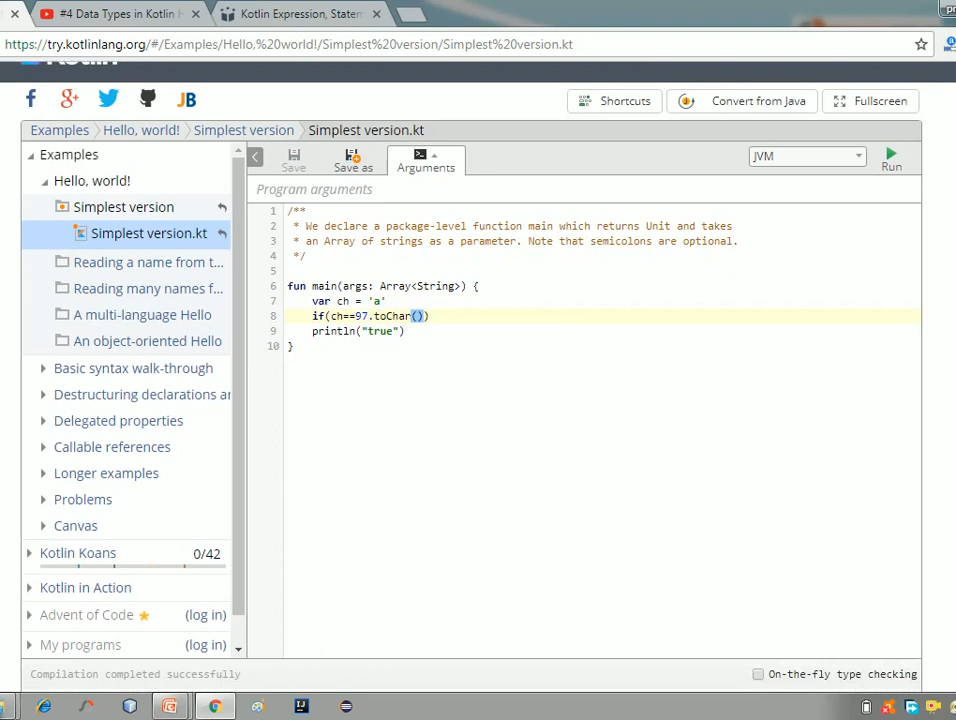 pr
#4 Data Types in Kotlin
Kotlin Expression, Statem
https://try.kotlinlang.org/#/Examples/Hello,%20world!/Simplest%20version/Simplest%20version.kt
JB
Shortcuts
Convert from Java
Fullscreen
Examples
Hello, world!
Simplest version
Simplest version.kt
Examples
Hello, world!
Simplest version
Simplest version.kt
Reading a name from t...
Reading many names f...
A multi-language Hello
An object-oriented Hello
Basic syntax walk-through
Destructuring declarations ar
Delegated properties
Callable references
Longer examples
Problems
Canvas
Kotlin Koans 0/42
Kotlin in Action
Advent of Code (log in)
My programs (log in)
Save
Save as
Arguments
JVM
Run
Program arguments
1 /**
2 * We declare a package-level function main which returns Unit and takes
3 * an Array of strings as a parameter. Note that semicolons are optional.
4 */
5
6 fun main(args: Array<String>) {
7 var ch = 'a'
8 if(ch==97.toChar())
9 println("true")
10 }
Compilation completed successfully
On-the-fly type checking